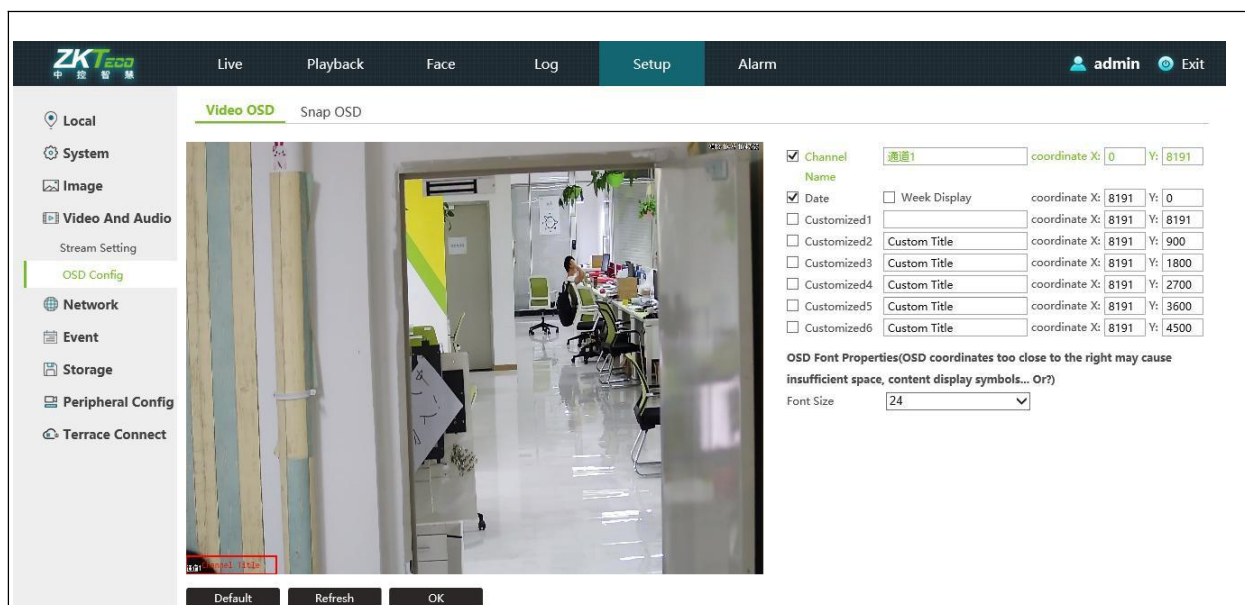 ZKTeco
中控智慧
Live Playback Face Log Setup Alarm admin Exit
Local
System
Image
Video And Audio
Stream Setting
OSD Config
Network
Event
Storage
Peripheral Config
Terrace Connect
Video OSD Snap OSD
Channel Title
Channel Name 通道1 coordinate X: 0 Y: 8191
Date Week Display coordinate X: 8191 Y: 0
Customized1 coordinate X: 8191 Y: 8191
Customized2 Custom Title coordinate X: 8191 Y: 900
Customized3 Custom Title coordinate X: 8191 Y: 1800
Customized4 Custom Title coordinate X: 8191 Y: 2700
Customized5 Custom Title coordinate X: 8191 Y: 3600
Customized6 Custom Title coordinate X: 8191 Y: 4500
OSD Font Properties(OSD coordinates too close to the right may cause
insufficient space, content display symbols... Or?)
Font Size 24
Default Refresh OK